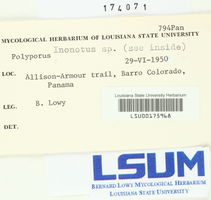 174071
794Pan
MYCOLOGICAL HERBARIUM OF LOUISIANA STATE UNIVERSITY
Inonotus sp. (see inside)
Polyporus
29-VI-1950
LOC. Allison-Armour trail, Barro Colorado,
Panama
Louisiana State University Herbarium
LEG. B. Lowy
LSU00173968
DET.
LSUM
BERNARD LOWY MYCOLOGICAL HERBARIUM
LOUISIANA STATE UNIVERSITY